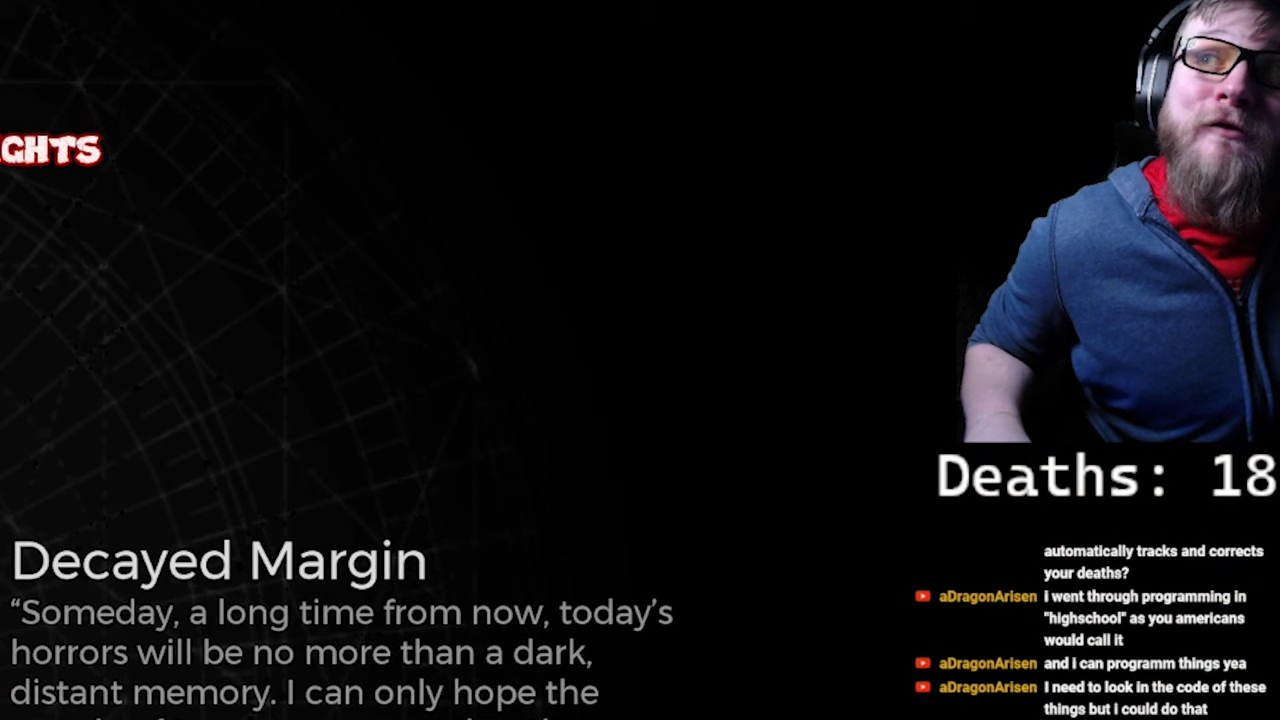 GHTS
Deaths: 18
Decayed Margin
“Someday, a long time from now, today’s
horrors will be no more than a dark,
distant memory. I can only hope the
automatically tracks and corrects
your deaths?
aDragonArisen i went through programming in
"highschool" as you americans
would call it
aDragonArisen and i can programm things yea
aDragonArisen I need to look in the code of these
things but i could do that